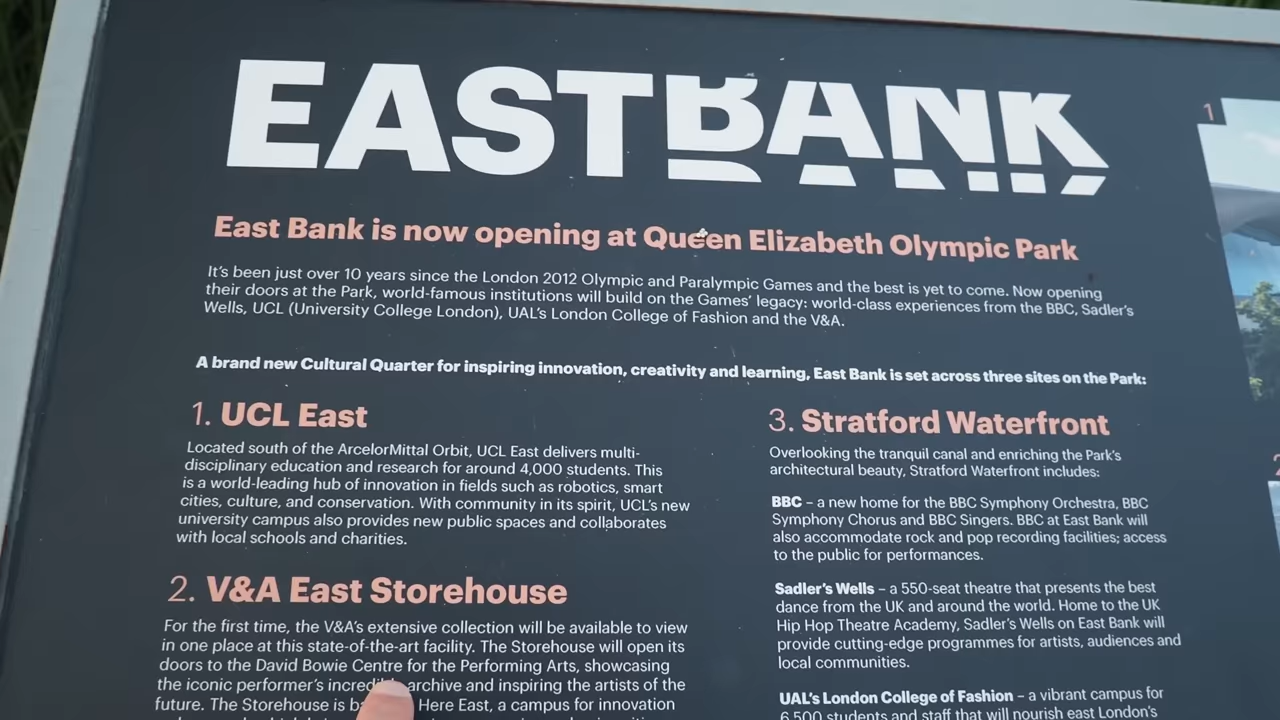 EASTBANK
East Bank is now opening at Queen Elizabeth Olympic Park
It's been just over 10 years since the London 2012 Olympic and Paralympic Games and the best is yet to come. Now opening
their doors at the Park, world-famous institutions will build on the Games' legacy: world-class experiences from the BBC, Sadler's
Wells, UCL (University College London), UAL's London College of Fashion and the V&A.
A brand new Cultural Quarter for inspiring innovation, creativity and learning, East Bank is set across three sites on the Park:
1. UCL East
Located south of the ArcelorMittal Orbit, UCL East delivers multi-
disciplinary education and research for around 4,000 students. This
is a world-leading hub of innovation in fields such as robotics, smart
cities, culture, and conservation. With community in its spirit, UCL's new
university campus also provides new public spaces and collaborates
with local schools and charities.
2. V&A East Storehouse
For the first time, the V&A's extensive collection will be available to view
in one place at this state-of-the-art facility. The Storehouse will open its
doors to the David Bowie Centre for the Performing Arts, showcasing
the iconic performer's archive and inspiring the artists of the
future. The Storehouse is Here East, a campus for innovation
3. Stratford Waterfront
Overlooking the tranquil canal and enriching the Park's
architectural beauty, Stratford Waterfront includes:
BBC – a new home for the BBC Symphony Orchestra, BBC
Symphony Chorus and BBC Singers. BBC at East Bank will
also accommodate rock and pop recording facilities; access
to the public for performances.
Sadler's Wells – a 550-seat theatre that presents the best
dance from the UK and around the world. Home to the UK
Hip Hop Theatre Academy, Sadler's Wells on East Bank will
provide cutting-edge programmes for artists, audiences and
local communities.
UAL's London College of Fashion – a vibrant campus for
6,500 students and staff that will nourish east London's
1